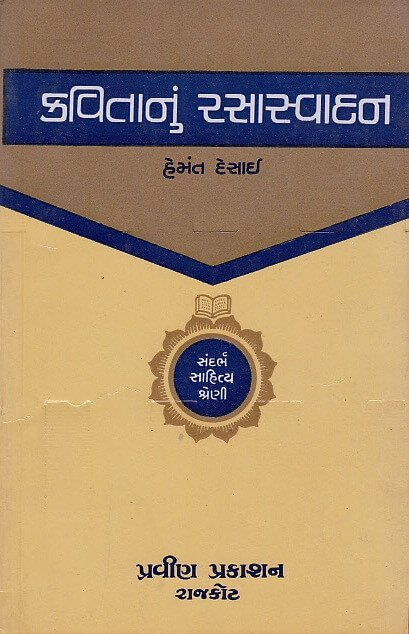 કવિતાનું રસાસ્વાદન
હેમંત દેસાઈ
સંદર્ભ
સાહિત્ય
શ્રેણી
પ્રવીણ પ્રકાશન
રાજકોટ